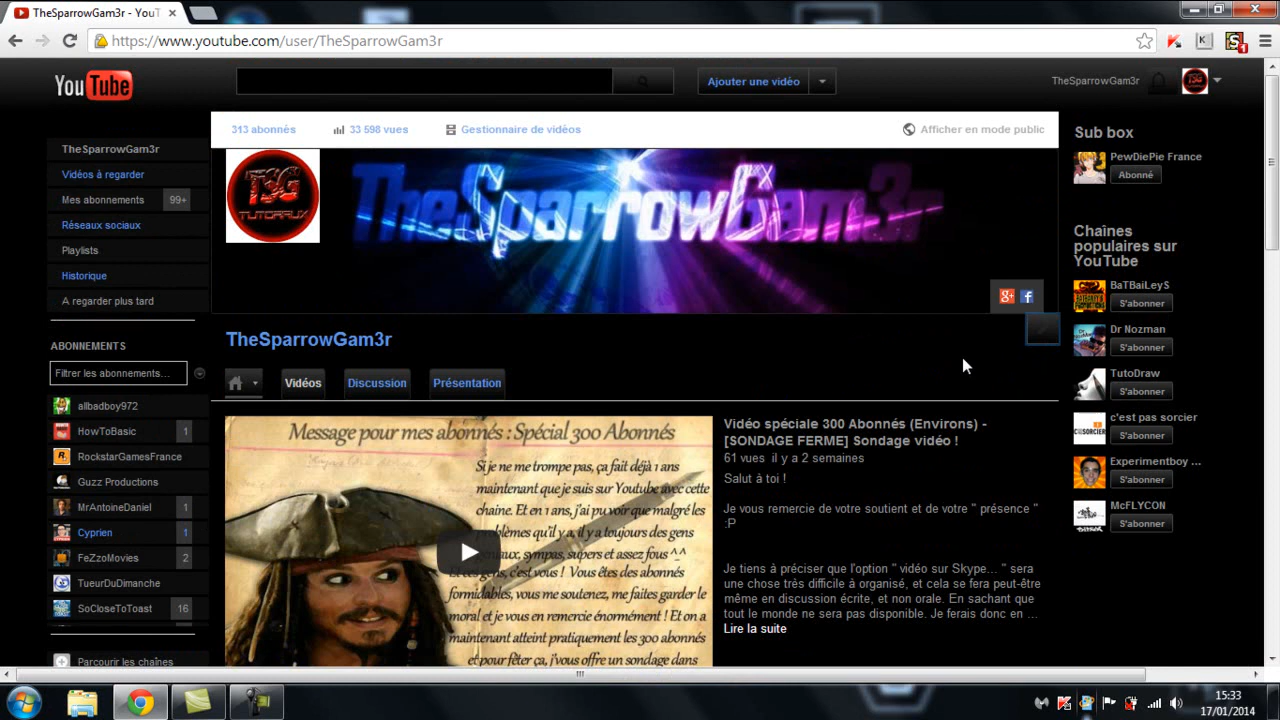 TheSparrowGam3r - YouT
https://www.youtube.com/user/TheSparrowGam3r
YouTube
Ajouter une vidéo
TheSparrowGam3r
TheSparrowGam3r
Vidéos à regarder
Mes abonnements 99+
Réseaux sociaux
Playlists
Historique
A regarder plus tard
ABONNEMENTS
Filtrer les abonnements...
allbadboy972
HowToBasic 1
RockstarGamesFrance
Guzz Productions
MrAntoineDaniel 1
Cyprien 1
FeZzoMovies 2
TueurDuDimanche
SoCloseToToast 16
Parcourir les chaînes
313 abonnés
33 598 vues
Gestionnaire de vidéos
Afficher en mode public
TSG
TUTORIAUX
TheSparrowGam3r
TheSparrowGam3r
Vidéos
Discussion
Présentation
Message pour mes abonnés : Spécial 300 Abonnés
Si je ne me trompe pas, ça fait déjà 1 ans
maintenant que je suis sur Youtube avec cette
chaine. Et en 1 ans, j'ai pu voir que malgré les
problèmes qu'il y a, il y a toujours des gens
géniaux, sympas, supers et assez fous ^_^
Et ces gens, c'est vous ! Vous êtes des abonnés
formidables, vous me soutenez, me faites garder le
moral et je vous en remercie énormément ! Et on a
maintenant atteint pratiquement les 300 abonnés
et pour fêter ça, j'vous offre un sondage dans
Vidéo spéciale 300 Abonnés (Environs) -
[SONDAGE FERME] Sondage vidéo !
61 vues il y a 2 semaines
Salut à toi !
Je vous remercie de votre soutient et de votre " présence "
:P
Je tiens à préciser que l'option " vidéo sur Skype.... " sera
une chose très difficile à organisé, et cela se fera peut-être
même en discussion écrite, et non orale. En sachant que
tout le monde ne sera pas disponible. Je ferais donc en ...
Lire la suite
Sub box
PewDiePie France
Abonné
Chaînes
populaires sur
YouTube
BaTBaiLeyS
S'abonner
Dr Nozman
S'abonner
TutoDraw
S'abonner
c'est pas sorcier
S'abonner
Experimentboy ...
S'abonner
McFLYCON
S'abonner
15:33
17/01/2014